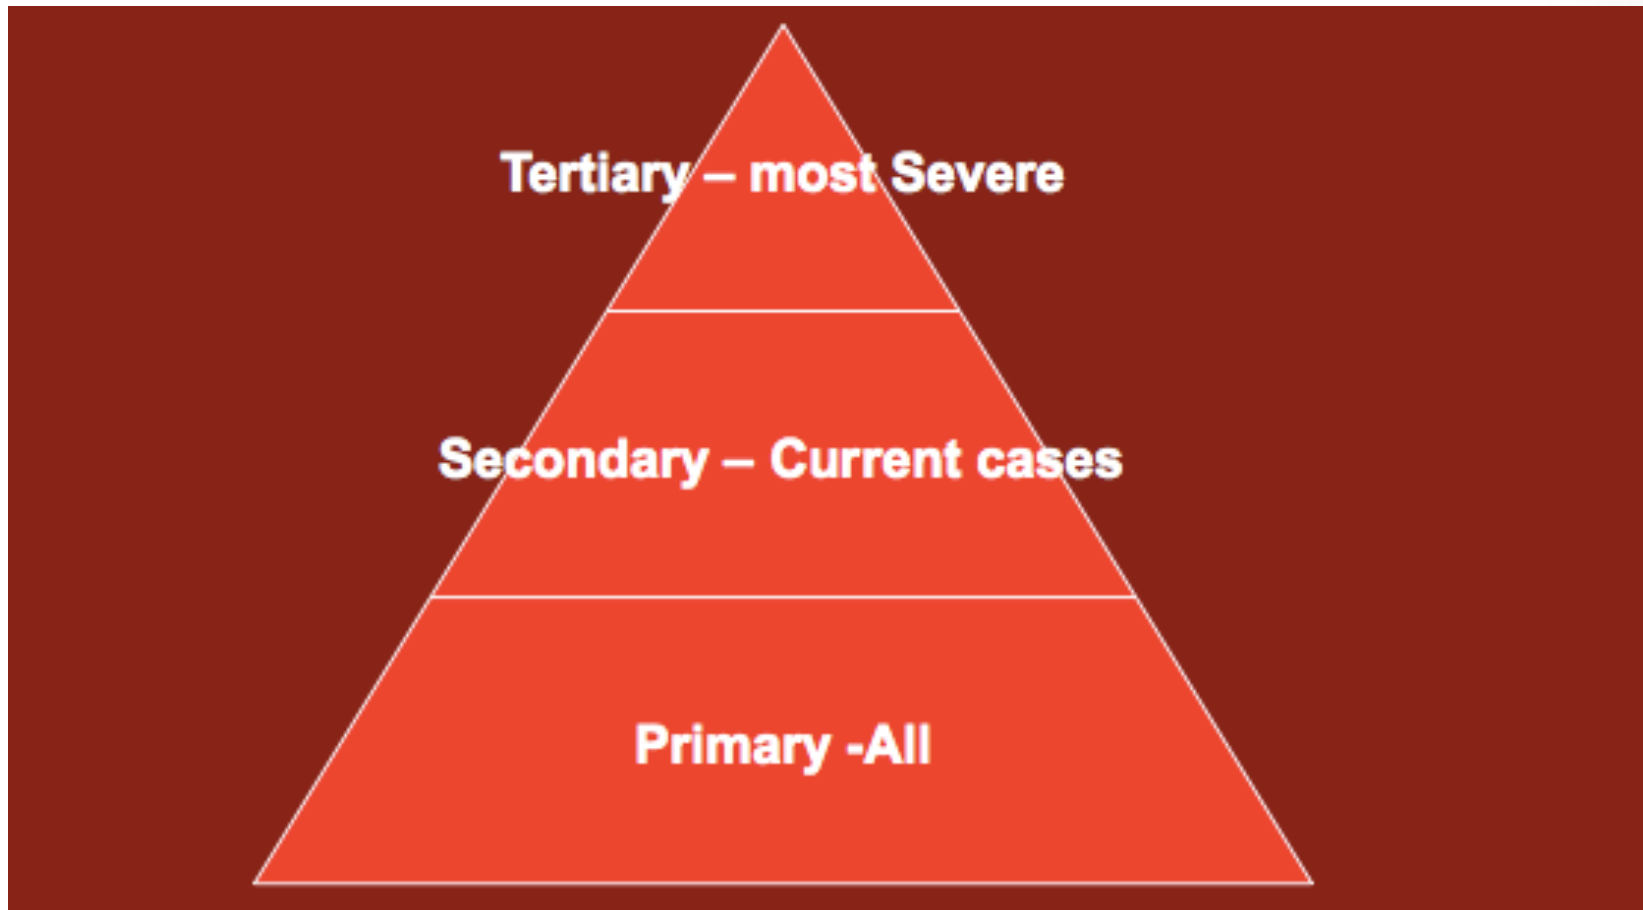 Tertiary – most Severe
Secondary – Current cases
Primary -All